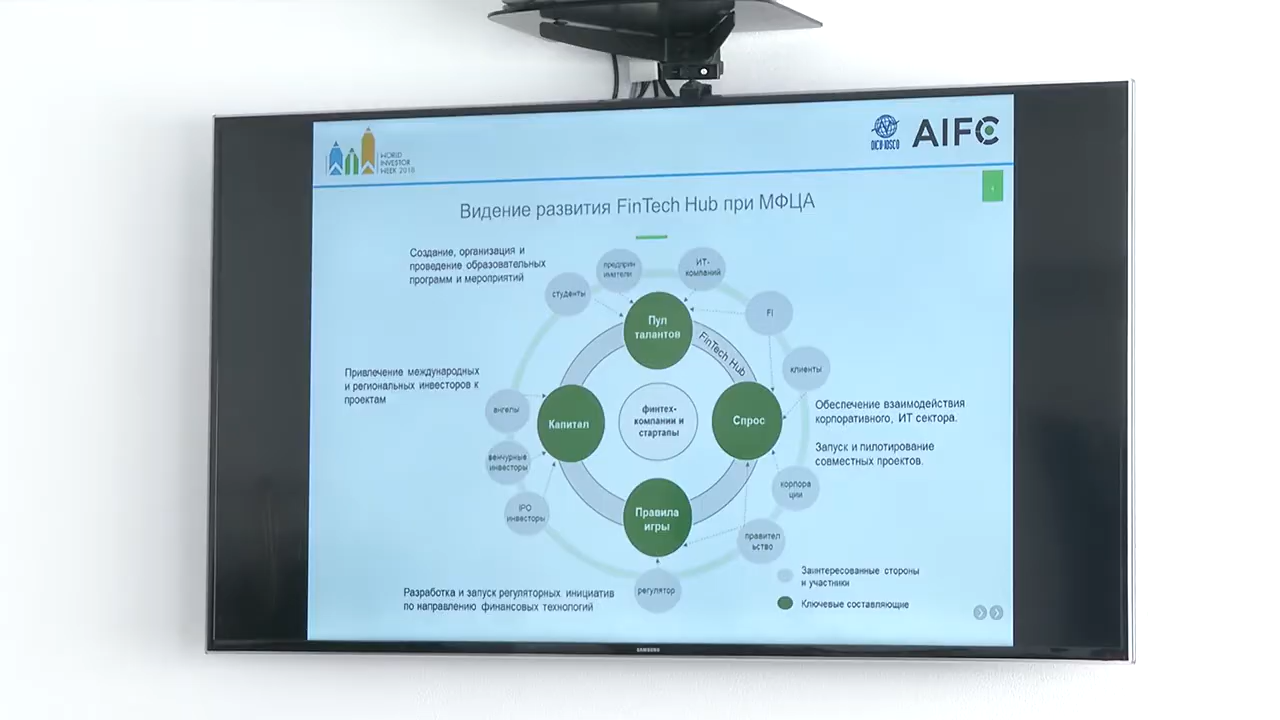 WORLD
INVESTOR
WEEK 2018
OICV-IOSCO
AIFC
Видение развития FinTech Hub при МФЦА
Создание, организация и
проведение образовательных
программ и мероприятий
предприн
иматели
ИТ-
компаний
студенты
FI
Пул
талантов
FinTech Hub
клиенты
Привлечение международных
и региональных инвесторов к
проектам
ангелы
Капитал
финтех-
компании и
стартапы
Спрос
Обеспечение взаимодействия
корпоративного, ИТ сектора.
Запуск и пилотирование
совместных проектов.
венчурные
инвесторы
корпора
ции
IPO
инвесторы
Правила
игры
правител
ьство
регулятор
Разработка и запуск регуляторных инициатив
по направлению финансовых технологий
Заинтересованные стороны
и участники
Ключевые составляющие
SAMSUNG